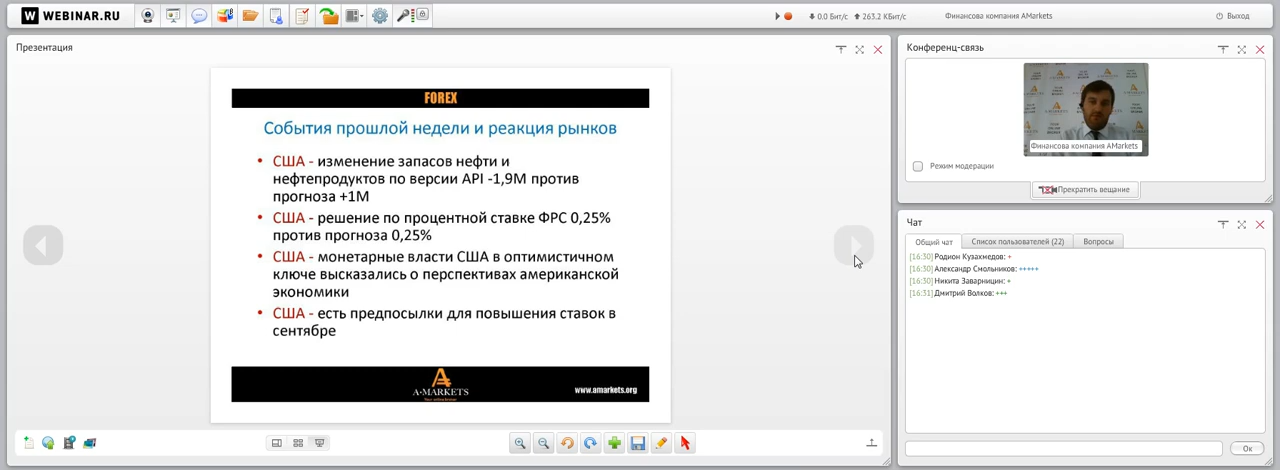 W WEBINAR.RU
0.0 Бит/с 263,2 КБит/с
Финансова компания AMarkets
Выход
Презентация
FOREX
События прошлой недели и реакция рынков
• США - изменение запасов нефти и
нефтепродуктов по версии API -1,9М против
прогноза +1М
• США - решение по процентной ставке ФРС 0,25%
против прогноза 0,25%
• США - монетарные власти США в оптимистичном
ключе высказались о перспективах американской
экономики
• США - есть предпосылки для повышения ставок в
сентябре
A-MARKETS
www.amarkets.org
Конференц-связь
Финансова компания AMarkets
Режим модерации
Прекратить вещание
Чат
Общий чат
Список пользователей (22)
Вопросы
[16:30] Родион Кузахмедов: +
[16:30] Александр Смольников: +++++
[16:30] Никита Заварницин: +
[16:31] Дмитрий Волков: +++
Ок